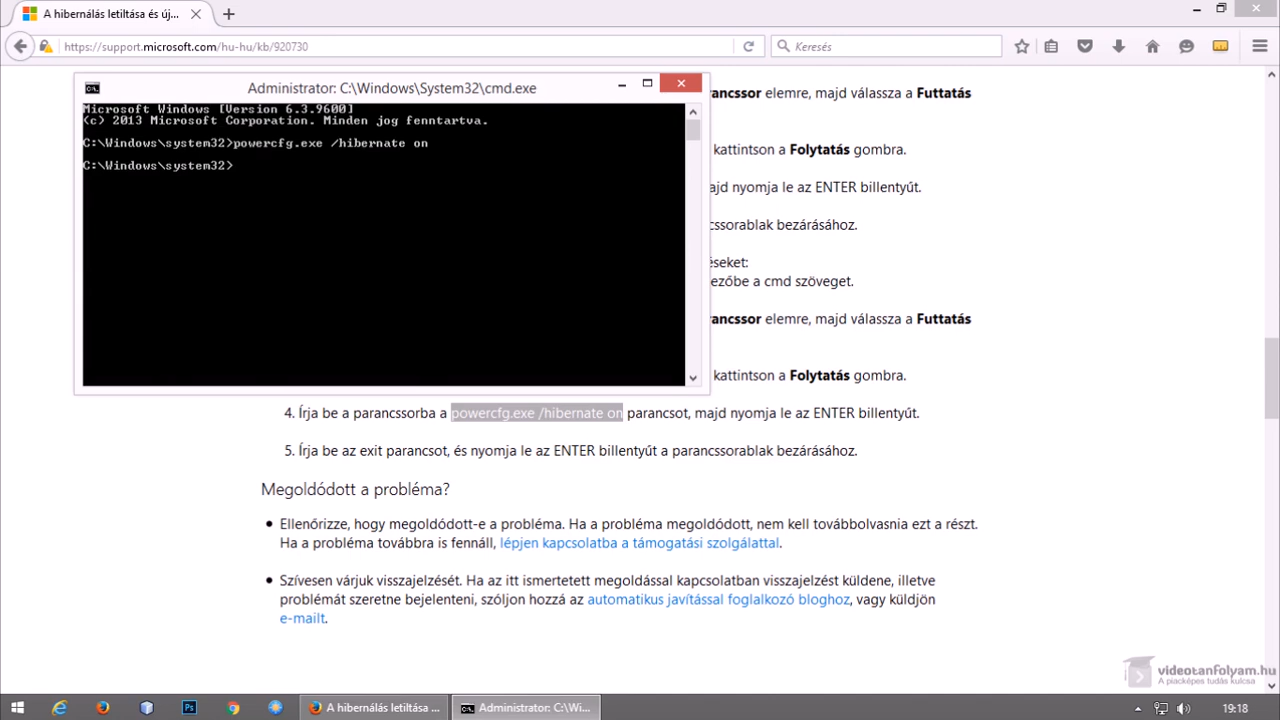 A hibernálás letiltása és új...
https://support.microsoft.com/hu-hu/kb/920730
Keresés
Administrator: C:\Windows\System32\cmd.exe
Microsoft Windows [Version 6.3.9600]
(c) 2013 Microsoft Corporation. Minden jog fenntartva.
C:\Windows\system32>powercfg.exe /hibernate on
C:\Windows\system32>
rancssor elemre, majd válassza a Futtatás
kattintson a Folytatás gombra.
ajd nyomja le az ENTER billentyűt.
cssorablak bezárásához.
éseket:
ezőbe a cmd szöveget.
rancssor elemre, majd válassza a Futtatás
kattintson a Folytatás gombra.
4. Írja be a parancssorba a powercfg.exe /hibernate on parancsot, majd nyomja le az ENTER billentyűt.
5. Írja be az exit parancsot, és nyomja le az ENTER billentyűt a parancssorablak bezárásához.
Megoldódott a probléma?
Ellenőrizze, hogy megoldódott-e a probléma. Ha a probléma megoldódott, nem kell továbbolvasnia ezt a részt.
Ha a probléma továbbra is fennáll, lépjen kapcsolatba a támogatási szolgálattal.
Szívesen várjuk visszajelzését. Ha az itt ismertetett megoldással kapcsolatban visszajelzést küldene, illetve
problémát szeretne bejelenteni, szóljon hozzá az automatikus javítással foglalkozó bloghoz, vagy küldjön
e-mailt.
videotanfolyam.hu
A piacképes tudás kulcsa
Ps
A hibernálás letiltása ...
Administrator: C:\Wi...
19:18